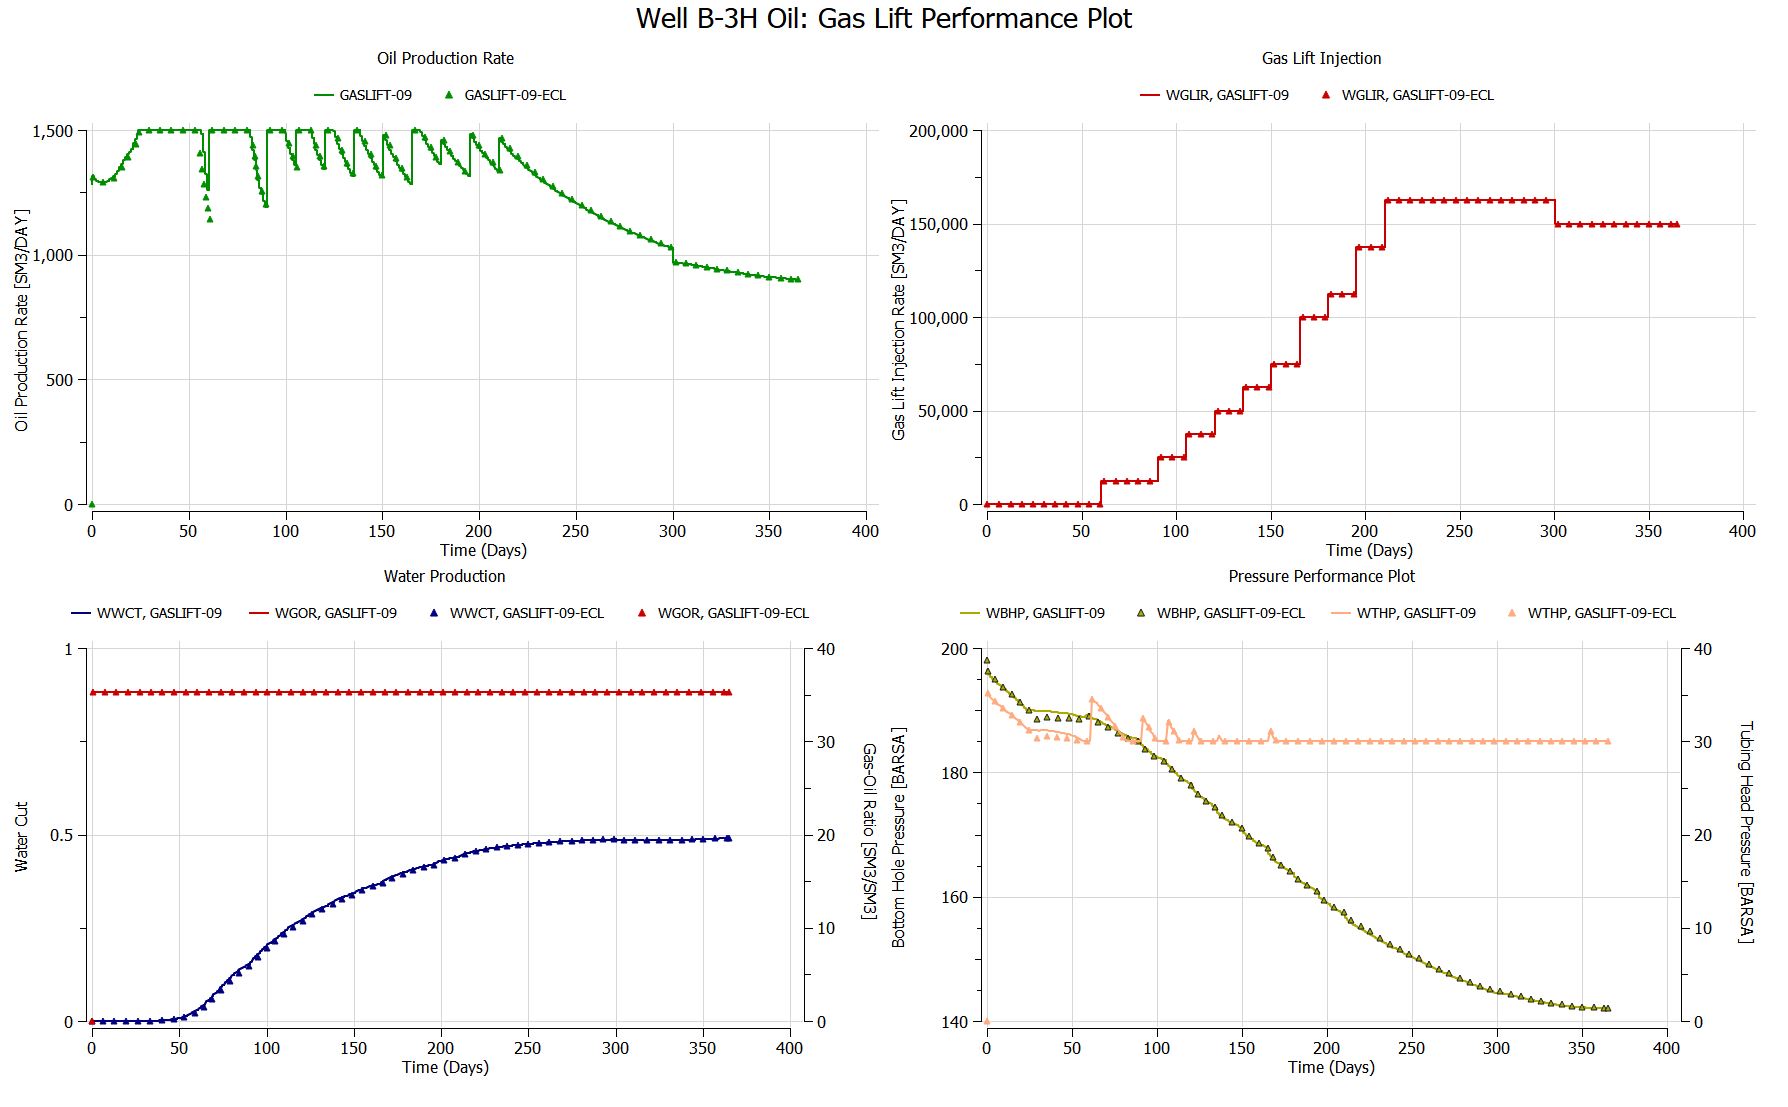 Well B-3H Oil: Gas Lift Performance Plot
Oil Production Rate
GASLIFT-09 GASLIFT-09-ECL
1,500
1,000
500
0
Oil Production Rate [SM3/DAY]
0 50 100 150 200 250 300 350 400
Time (Days)
Gas Lift Injection
WGLIR, GASLIFT-09 WGLIR, GASLIFT-09-ECL
200,000
150,000
100,000
50,000
0
Gas Lift Injection Rate [SM3/DAY]
0 50 100 150 200 250 300 350 400
Time (Days)
Water Production
WWCT, GASLIFT-09 WGOR, GASLIFT-09 WWCT, GASLIFT-09-ECL WGOR, GASLIFT-09-ECL
1
0.5
0
Water Cut
40
30
20
10
0
Gas-Oil Ratio [SM3/SM3]
0 50 100 150 200 250 300 350 400
Time (Days)
Pressure Performance Plot
WBHP, GASLIFT-09 WBHP, GASLIFT-09-ECL WTHP, GASLIFT-09 WTHP, GASLIFT-09-ECL
200
180
160
140
Bottom Hole Pressure [BARSA]
40
30
20
10
0
Tubing Head Pressure [BARSA]
0 50 100 150 200 250 300 350 400
Time (Days)